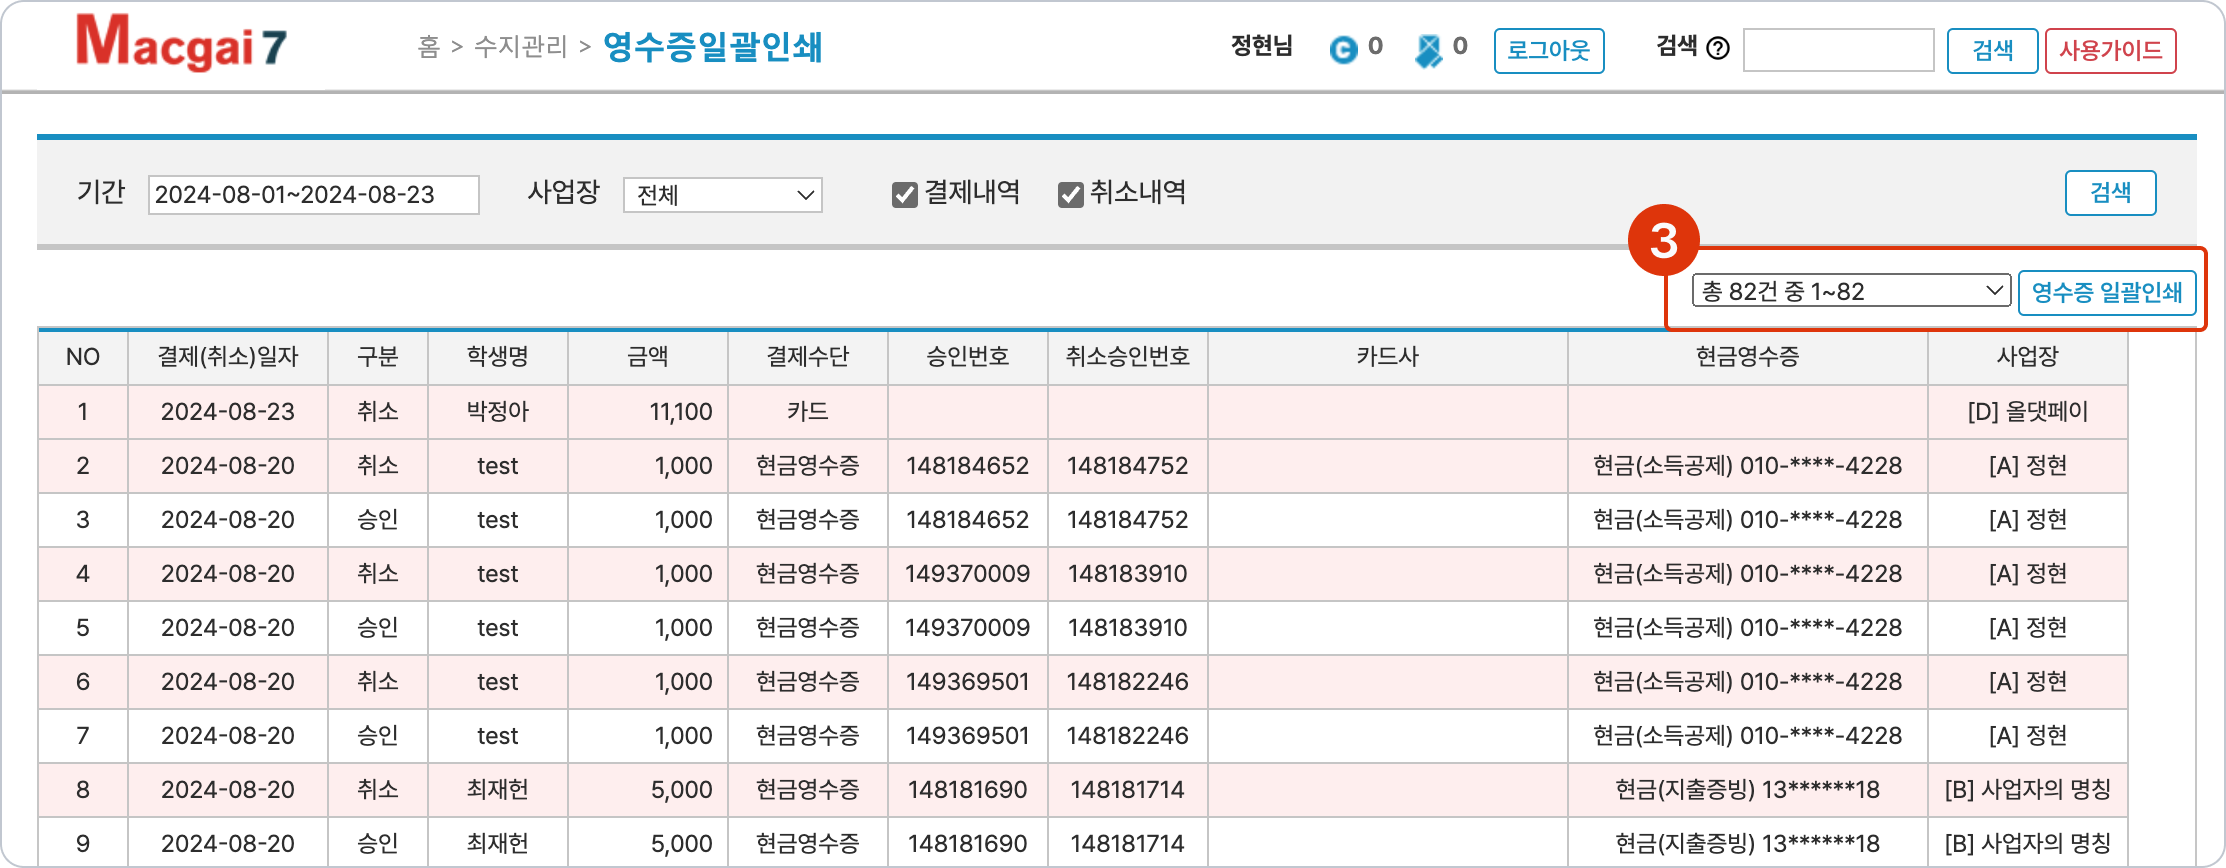 Macgai 7 홈 > 수지관리 > 영수증일괄인쇄 정현님 C 0 0 로그아웃 검색 ? 검색 사용가이드
기간 2024-08-01~2024-08-23 사업장 전체 결제내역 취소내역 검색
3
총 82건 중 1~82 영수증 일괄인쇄
NO 결제(취소)일자 구분 학생명 금액 결제수단 승인번호 취소승인번호 카드사 현금영수증 사업장
1 2024-08-23 취소 박정아 11,100 카드 [D] 올댓페이
2 2024-08-20 취소 test 1,000 현금영수증 148184652 148184752 현금(소득공제) 010-****-4228 [A] 정현
3 2024-08-20 승인 test 1,000 현금영수증 148184652 148184752 현금(소득공제) 010-****-4228 [A] 정현
4 2024-08-20 취소 test 1,000 현금영수증 149370009 148183910 현금(소득공제) 010-****-4228 [A] 정현
5 2024-08-20 승인 test 1,000 현금영수증 149370009 148183910 현금(소득공제) 010-****-4228 [A] 정현
6 2024-08-20 취소 test 1,000 현금영수증 149369501 148182246 현금(소득공제) 010-****-4228 [A] 정현
7 2024-08-20 승인 test 1,000 현금영수증 149369501 148182246 현금(소득공제) 010-****-4228 [A] 정현
8 2024-08-20 취소 최재헌 5,000 현금영수증 148181690 148181714 현금(지출증빙) 13******18 [B] 사업자의 명칭
9 2024-08-20 승인 최재헌 5,000 현금영수증 148181690 148181714 현금(지출증빙) 13******18 [B] 사업자의 명칭